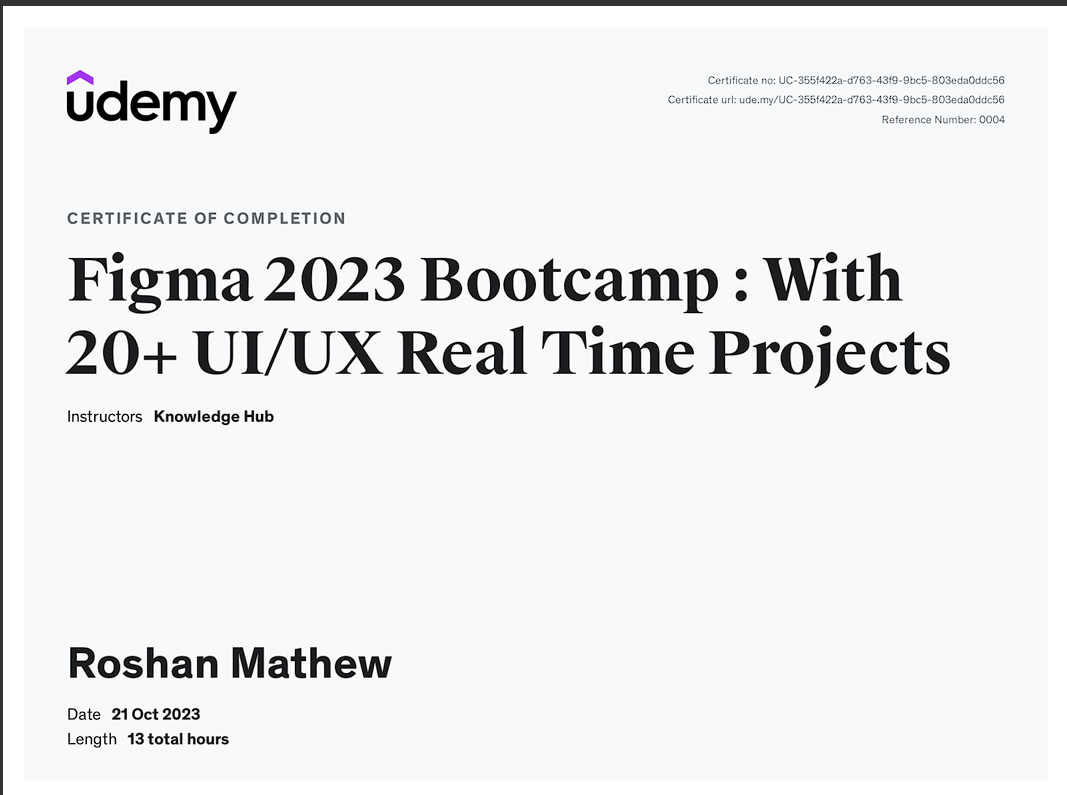 udemy
Certificate no: UC-355f422a-d763-43f9-9bc5-803eda0ddc56
Certificate url: ude.my/UC-355f422a-d763-43f9-9bc5-803eda0ddc56
Reference Number: 0004
CERTIFICATE OF COMPLETION
Figma 2023 Bootcamp : With
20+ UI/UX Real Time Projects
Instructors Knowledge Hub
Roshan Mathew
Date 21 Oct 2023
Length 13 total hours